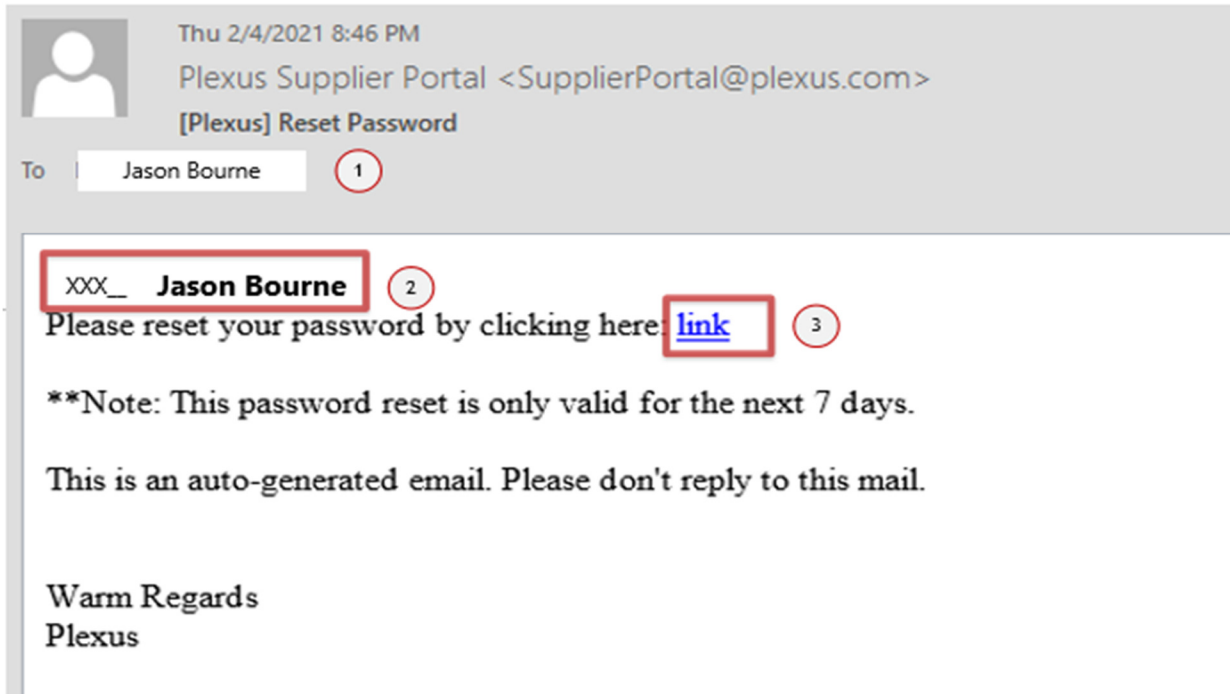 Thu 2/4/2021 8:46 PM
Plexus Supplier Portal <SupplierPortal@plexus.com>
[Plexus] Reset Password
To Jason Bourne 1
XXX__ Jason Bourne 2
Please reset your password by clicking here: link 3
**Note: This password reset is only valid for the next 7 days.
This is an auto-generated email. Please don't reply to this mail.
Warm Regards
Plexus